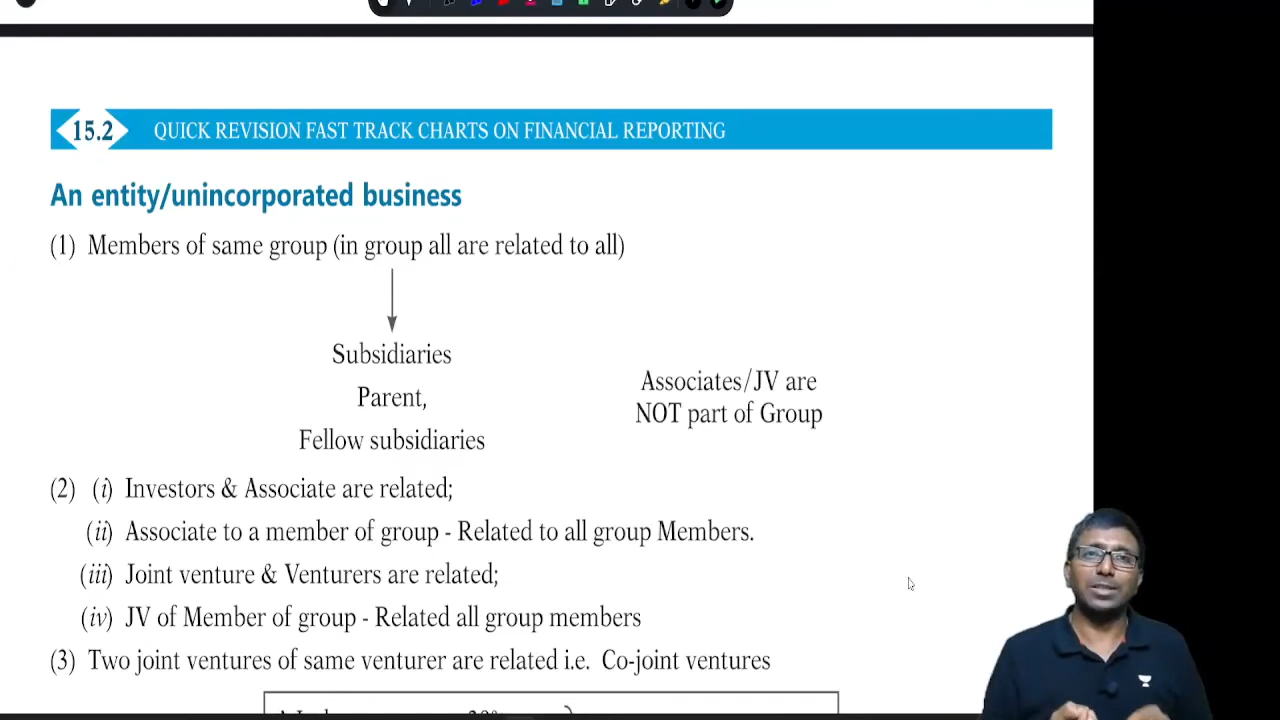 15.2 QUICK REVISION FAST TRACK CHARTS ON FINANCIAL REPORTING
An entity/unincorporated business
(1) Members of same group (in group all are related to all)
Subsidiaries
Parent,
Fellow subsidiaries
Associates/JV are
NOT part of Group
(2) (i) Investors & Associate are related;
(ii) Associate to a member of group - Related to all group Members.
(iii) Joint venture & Venturers are related;
(iv) JV of Member of group - Related all group members
(3) Two joint ventures of same venturer are related i.e. Co-joint ventures